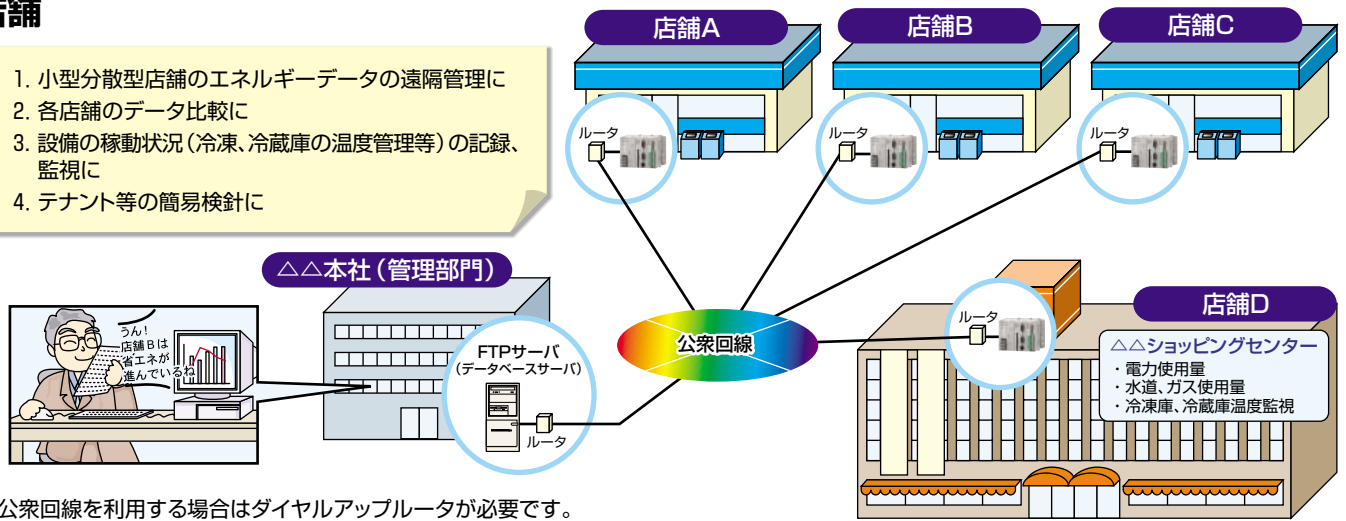 店舗
1. 小型分散型店舗のエネルギーデータの遠隔管理に
2. 各店舗のデータ比較に
3. 設備の稼動状況（冷凍、冷蔵庫の温度管理等）の記録、
監視に
4. テナント等の簡易検針に
店舗A
店舗B
店舗C
ルータ
ルータ
ルータ
△△本社（管理部門）
うん！
店舗Bは
省エネが
進んでいるね
FTPサーバ
（データベースサーバ）
ルータ
公衆回線
ルータ
店舗D
△△ショッピングセンター
・電力使用量
・水道、ガス使用量
・冷凍庫、冷蔵庫温度監視
公衆回線を利用する場合はダイヤルアップルータが必要です。